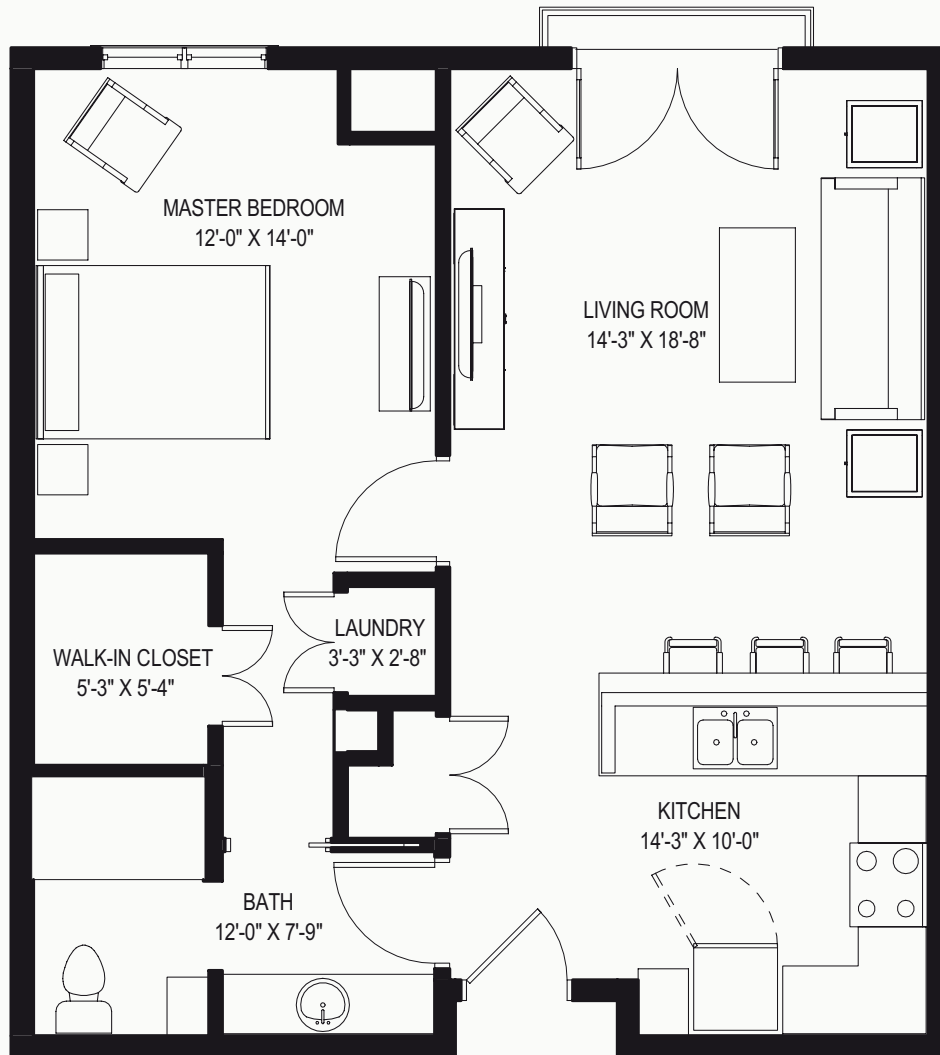 MASTER BEDROOM
12'-0" X 14'-0"
LIVING ROOM
14'-3" X 18'-8"
LAUNDRY
3'-3" X 2'-8"
WALK-IN CLOSET
5'-3" X 5'-4"
KITCHEN
14'-3" X 10'-0"
BATH
12'-0" X 7'-9"